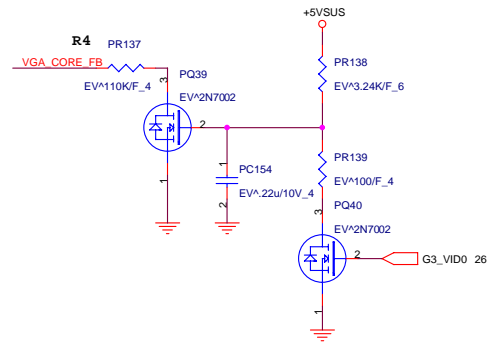 +5VSUS
R4 PR137
VGA_CORE_FB
EV^110K/F_4
3
PQ39
EV^2N7002
2
1
PR138
EV^3.24K/F_6
PR139
EV^100/F_4
1
PC154
EV^.22u/10V_4
2
PQ40
3
EV^2N7002
2
G3_VID0 26
1